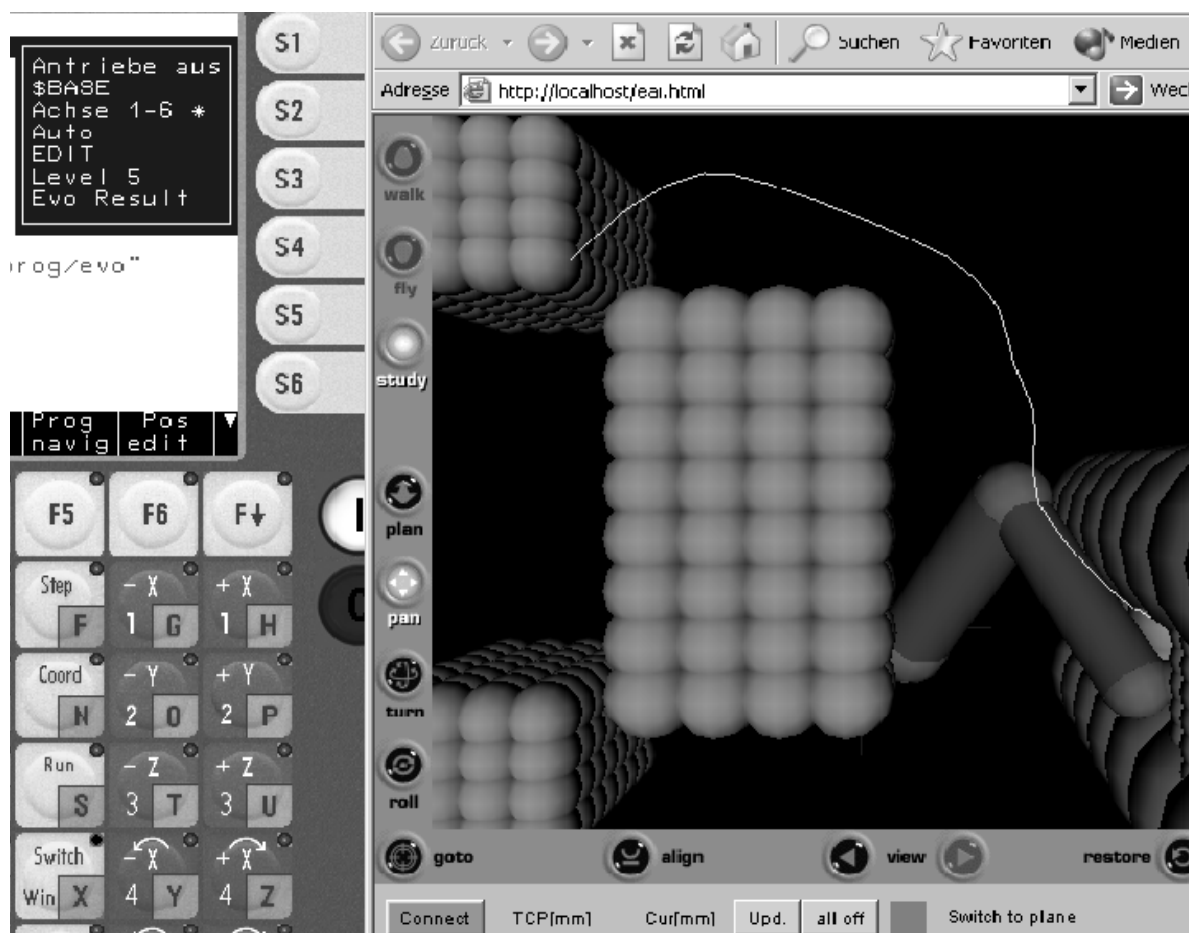 Antriebe aus
$BASE
Achse 1-6 *
Auto
EDIT
Level 5
Evo Result
rog/evo"
Prog Pos ▼
navig edit
S1
S2
S3
S4
S5
S6
F5 F6 F↓
Step - X + X
F 1 G 1 H
Coord - Y + Y
N 2 O 2 P
Run - Z + Z
S 3 T 3 U
Switch - X + X
Win X 4 Y 4 Z
Zurück Suchen Favoriten Medien
Adresse http://localhost/eai.html Wec
walk
fly
study
plan
pan
turn
roll
goto align view restore
Connect TCP[mm] Cur[mm] Upd. all off Switch to plane